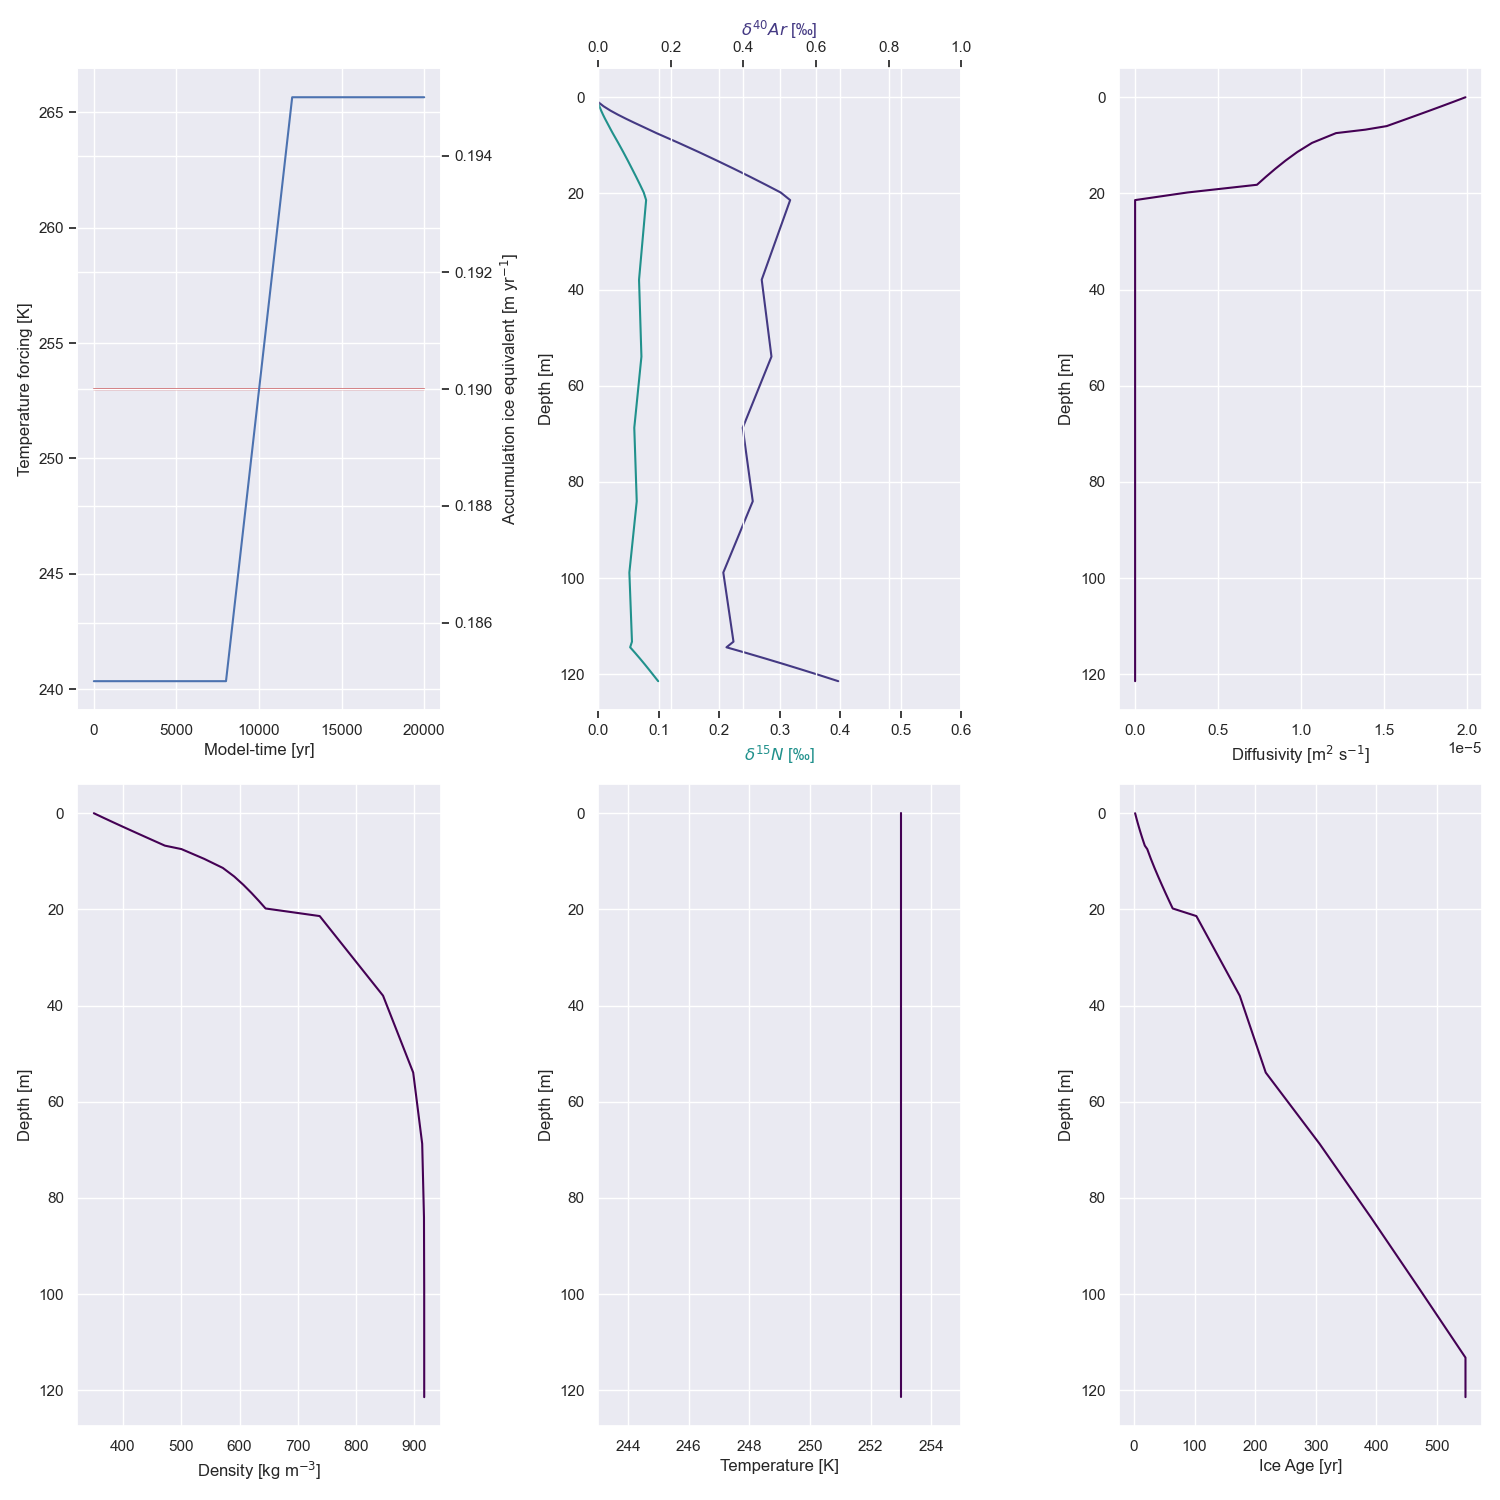 Temperature forcing [K]
265
260
255
250
245
240
0 5000 10000 15000 20000
Model-time [yr]
0.194
0.192
0.190
0.188
0.186
Accumulation ice equivalent [m yr⁻¹]
δ⁴⁰Ar [‰]
0.0 0.2 0.4 0.6 0.8 1.0
Depth [m]
0
20
40
60
80
100
120
0.0 0.1 0.2 0.3 0.4 0.5 0.6
δ¹⁵N [‰]
Depth [m]
0
20
40
60
80
100
120
0.0 0.5 1.0 1.5 2.0
1e−5
Diffusivity [m² s⁻¹]
Depth [m]
0
20
40
60
80
100
120
400 500 600 700 800 900
Density [kg m⁻³]
Depth [m]
0
20
40
60
80
100
120
244 246 248 250 252 254
Temperature [K]
Depth [m]
0
20
40
60
80
100
120
0 100 200 300 400 500
Ice Age [yr]